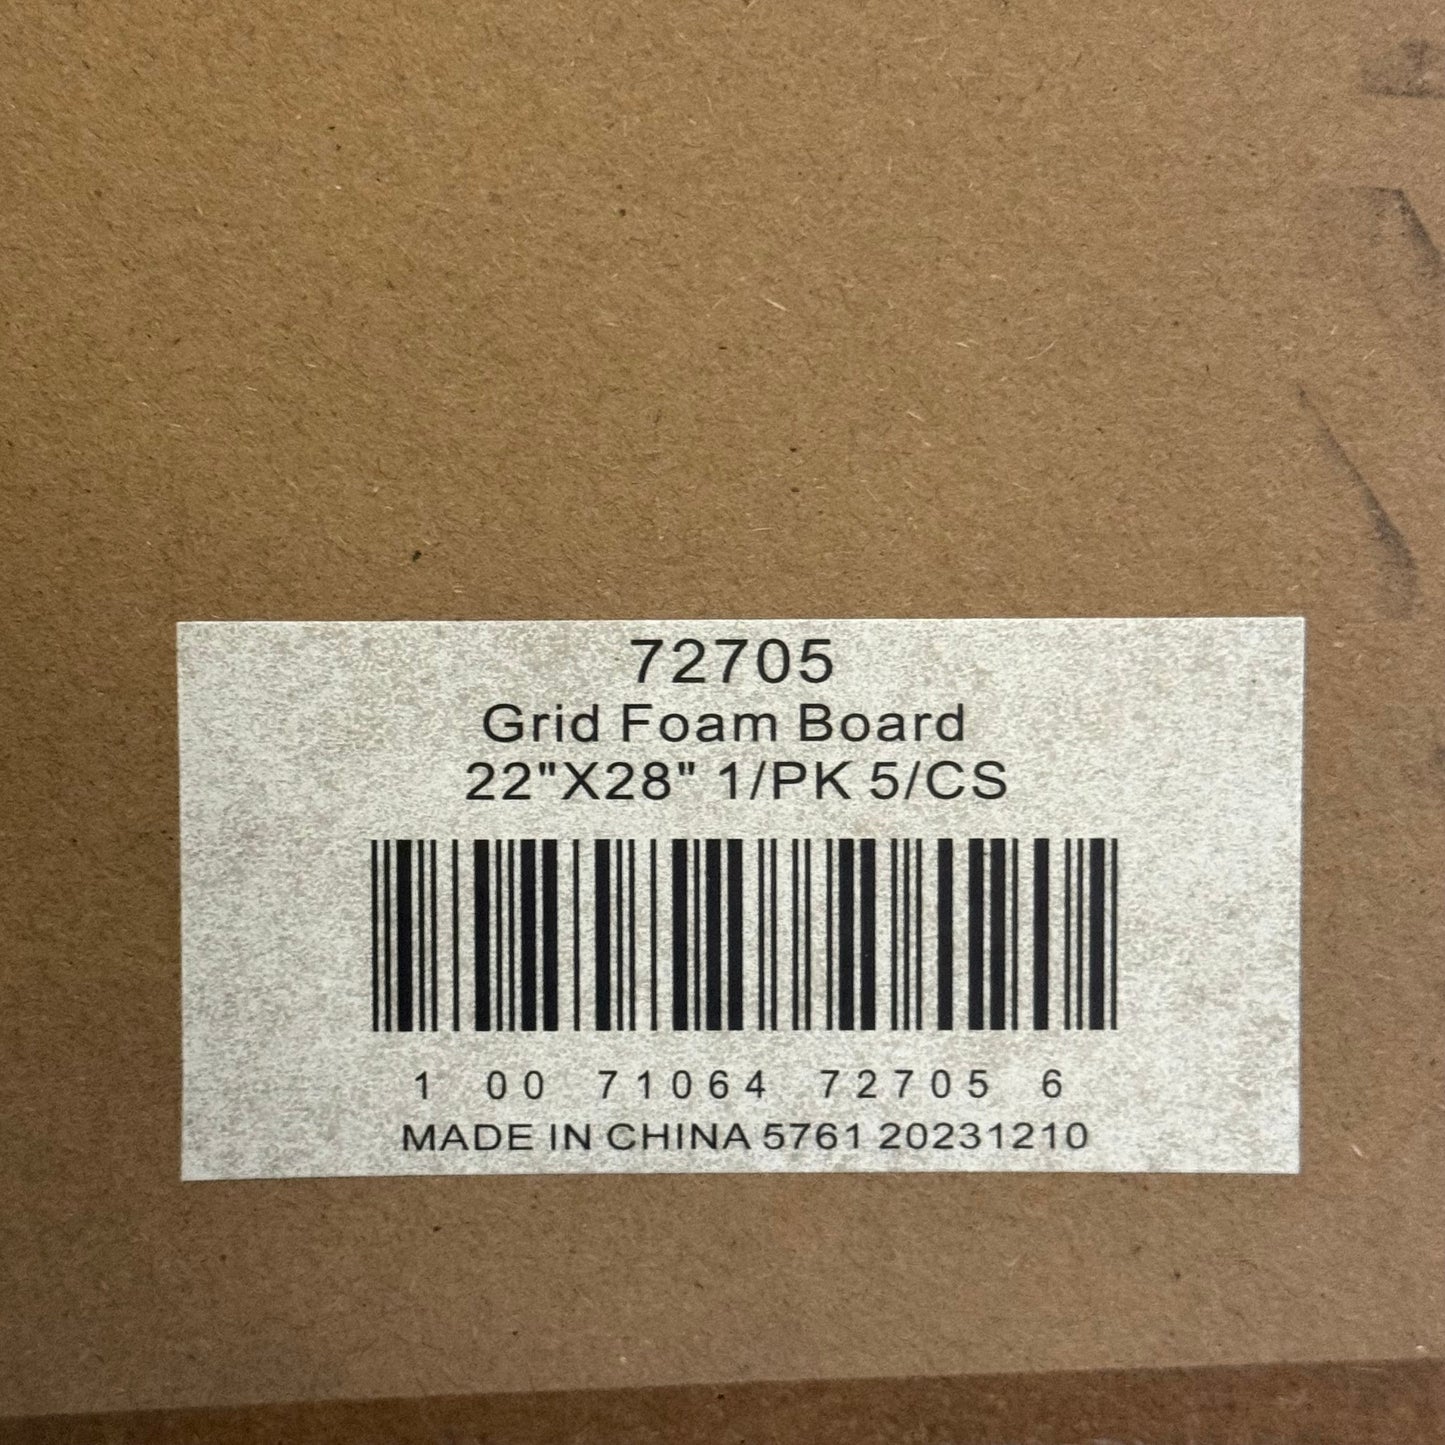 72705
Grid Foam Board
22"X28" 1/PK 5/CS
1 00 71064 72705 6
MADE IN CHINA 5761 20231210